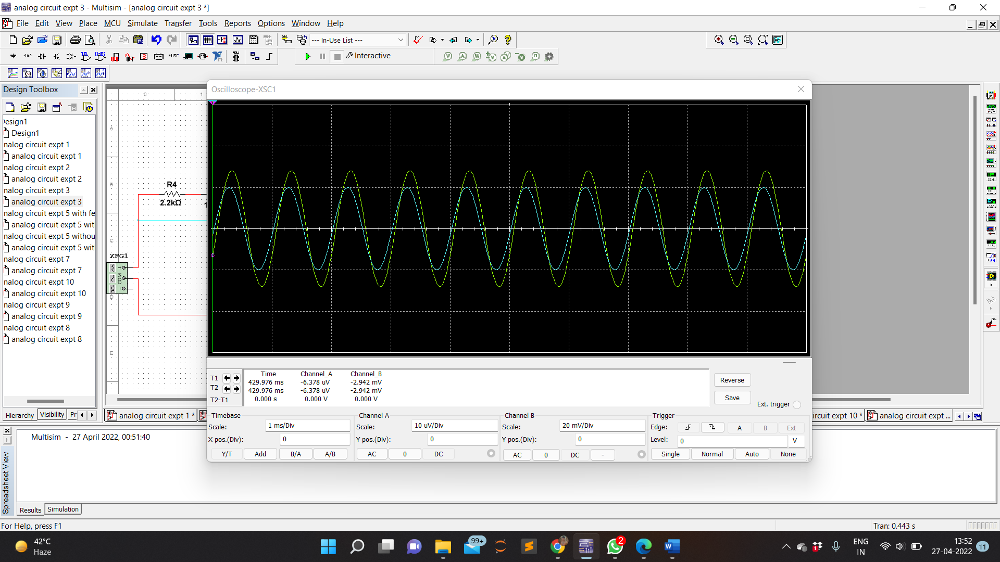 analog circuit expt 3 - Multisim - [analog circuit expt 3 *]
File Edit View Place MCU Simulate Transfer Tools Reports Options Window Help
--- In-Use List ---
MISC Interactive
Design Toolbox
Oscilloscope-XSC1
Design1
nalog circuit expt 1
analog circuit expt 1
nalog circuit expt 2
analog circuit expt 2
nalog circuit expt 3
analog circuit expt 3
nalog circuit expt 5 with fe
analog circuit expt 5 wit
nalog circuit expt 5 withou
analog circuit expt 5 wit
nalog circuit expt 7
analog circuit expt 7
nalog circuit expt 10
analog circuit expt 10
nalog circuit expt 9
analog circuit expt 9
nalog circuit expt 8
analog circuit expt 8
0 1
A
B
C
D
E
R4
2.2kΩ
XFG1
COM
Time Channel_A Channel_B
T1 429.976 ms -6.378 uV -2.942 mV
T2 429.976 ms -6.378 uV -2.942 mV
T2-T1 0.000 s 0.000 V 0.000 V
Reverse
Save
Ext. trigger
Timebase
Scale: 1 ms/Div
X pos.(Div): 0
Y/T Add B/A A/B
Channel A
Scale: 10 uV/Div
Y pos.(Div): 0
AC 0 DC
Channel B
Scale: 20 mV/Div
Y pos.(Div): 0
AC 0 DC -
Trigger
Edge: A B Ext
Level: 0 V
Single Normal Auto None
Hierarchy Visibility Pr
analog circuit expt 1 * ircuit expt 10 * analog circuit expt ...
Multisim - 27 April 2022, 00:51:40
Spreadsheet View
Results Simulation
For Help, press F1
Tran: 0.443 s
42°C
Haze
99+
2
1
ENG
IN
13:52
27-04-2022
11